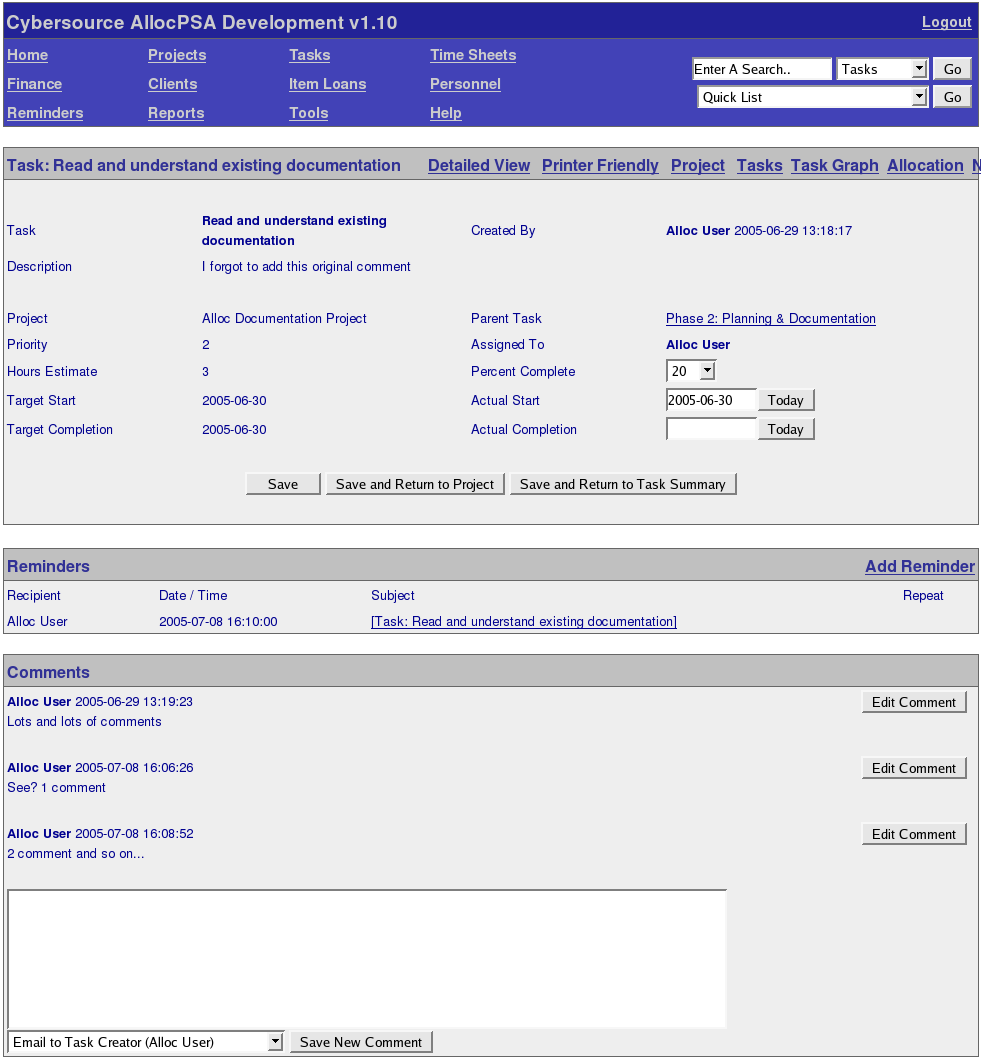 Cybersource AllocPSA Development v1.10 Logout
Home Projects Tasks Time Sheets
Enter A Search.. Tasks Go
Finance Clients Item Loans Personnel
Quick List Go
Reminders Reports Tools Help
Task: Read and understand existing documentation Detailed View Printer Friendly Project Tasks Task Graph Allocation N
Task Read and understand existing documentation Created By Alloc User 2005-06-29 13:18:17
Description I forgot to add this original comment
Project Alloc Documentation Project Parent Task Phase 2: Planning & Documentation
Priority 2 Assigned To Alloc User
Hours Estimate 3 Percent Complete 20
Target Start 2005-06-30 Actual Start 2005-06-30 Today
Target Completion 2005-06-30 Actual Completion Today
Save Save and Return to Project Save and Return to Task Summary
Reminders Add Reminder
Recipient Date / Time Subject Repeat
Alloc User 2005-07-08 16:10:00 [Task: Read and understand existing documentation]
Comments
Alloc User 2005-06-29 13:19:23 Edit Comment
Lots and lots of comments
Alloc User 2005-07-08 16:06:26 Edit Comment
See? 1 comment
Alloc User 2005-07-08 16:08:52 Edit Comment
2 comment and so on...
Email to Task Creator (Alloc User) Save New Comment